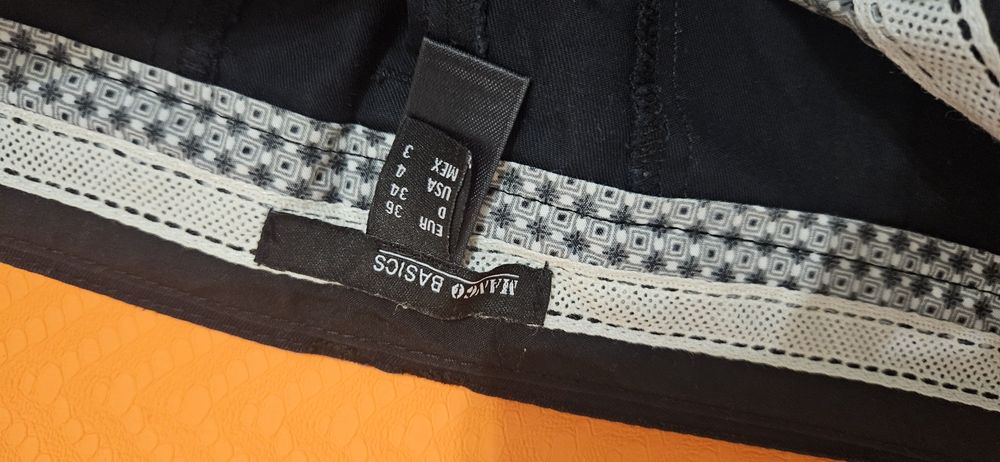 MANGO BASICS
EUR 36
D 34
USA 4
MEX 3